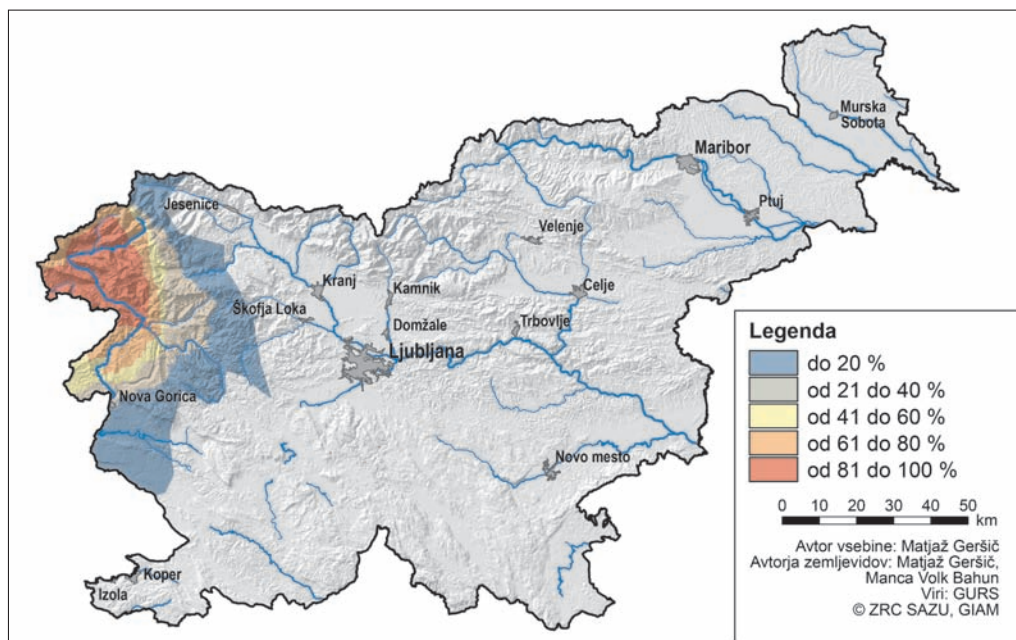 Murska
Sobota
Maribor
Ptuj
Jesenice
Velenje
Celje
Kranj
Kamnik
Škofja Loka
Domžale
Trbovlje
Ljubljana
Nova Gorica
Novo mesto
Koper
Izola
Legenda
do 20 %
od 21 do 40 %
od 41 do 60 %
od 61 do 80 %
od 81 do 100 %
0 10 20 30 40 50
km
Avtor vsebine: Matjaž Geršič
Avtorja zemljevidov: Matjaž Geršič,
Manca Volk Bahun
Viri: GURS
© ZRC SAZU, GIAM